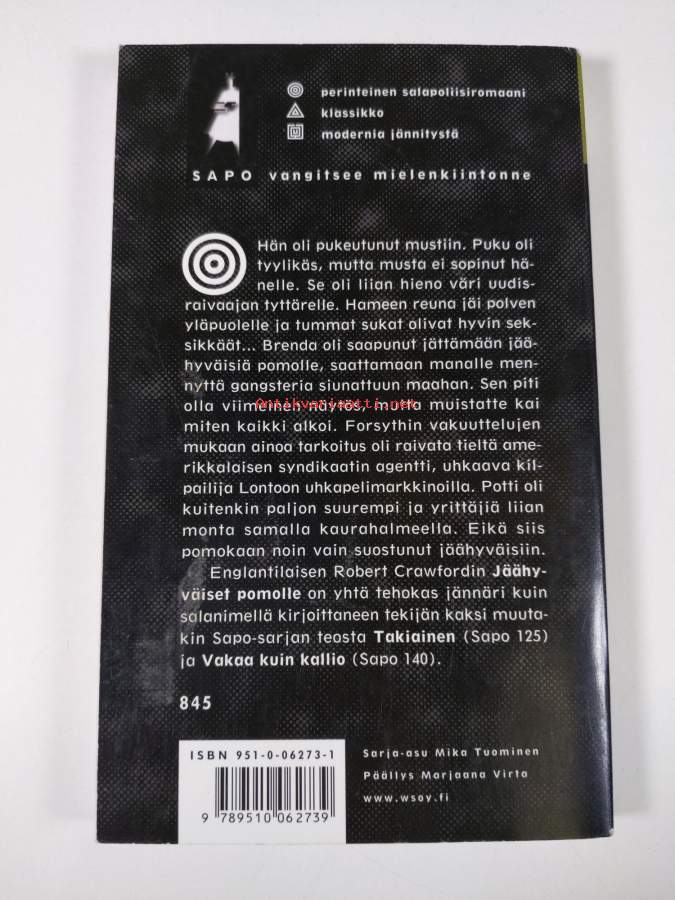 perinteinen salapoliisiromaani
klassikko
modernia jännitystä
SAPO vangitsee mielenkiintonne
Hän oli pukeutunut mustiin. Puku oli
tyylikäs, mutta musta ei sopinut hä-
nelle. Se oli liian hieno väri uudis-
raivaajan tyttärelle. Hameen reuna jäi polven
yläpuolelle ja tummat sukat olivat hyvin sek-
sikkäät... Brenda oli saapunut jättämään jää-
hyväisiä pomolle, saattamaan manalle men-
nyttä gangsteria siunattuun maahan. Sen piti
olla viimeinen näytös, mutta muistatte kai
Antikvariaatti.net
miten kaikki alkoi. Forsythin vakuuttelujen
mukaan ainoa tarkoitus oli raivata tieltä ame-
rikkalaisen syndikaatin agentti, uhkaava kil-
pailija Lontoon uhkapelimarkkinoilla. Potti oli
kuitenkin paljon suurempi ja yrittäjiä liian
monta samalla kaurahalmeella. Eikä siis
pomokaan noin vain suostunut jäähyväisiin.
Englantilaisen Robert Crawfordin Jäähy-
väiset pomolle on yhtä tehokas jännäri kuin
salanimellä kirjoittaneen tekijän kaksi muuta-
kin Sapo-sarjan teosta Takiainen (Sapo 125)
ja Vakaa kuin kallio (Sapo 140).
845
ISBN 951-0-06273-1
9 789510 062739
Sarja-asu Mika Tuominen
Päällys Marjaana Virta
www.wsoy.fi